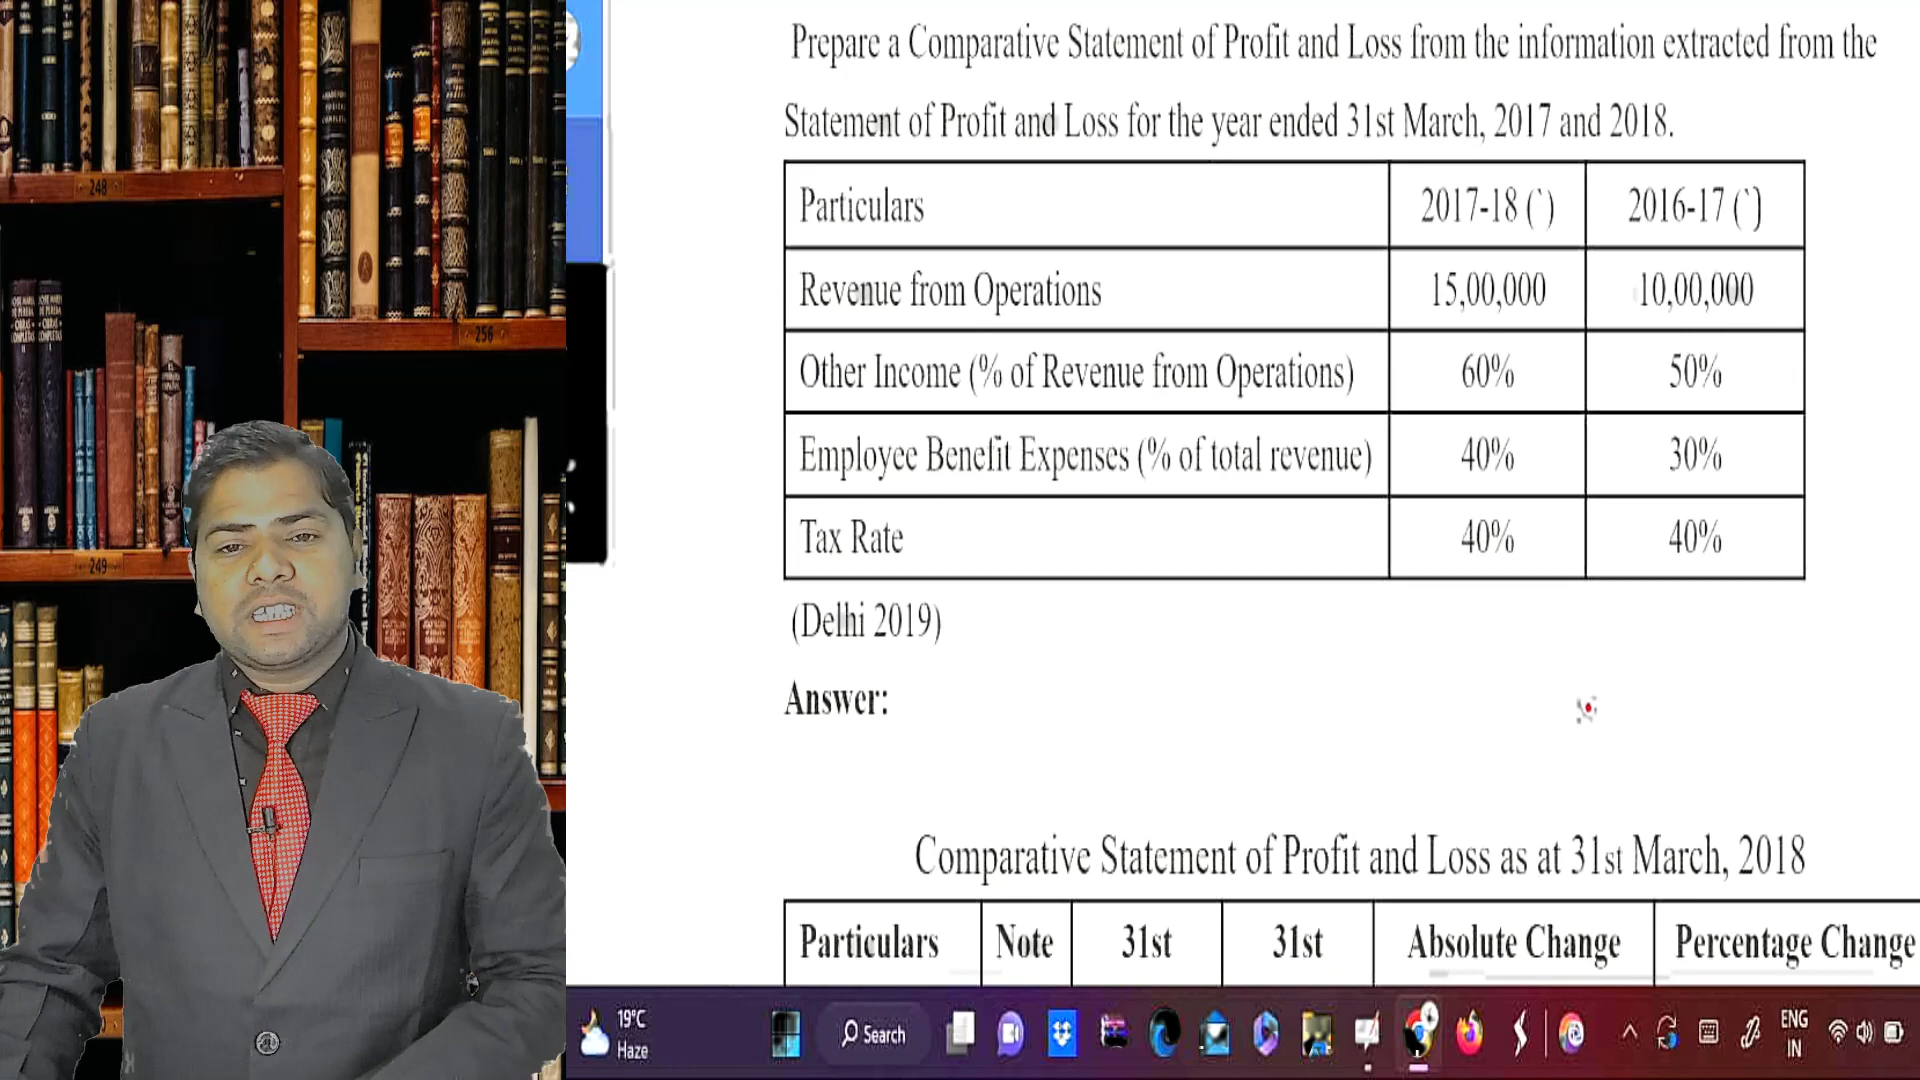 Prepare a Comparative Statement of Profit and Loss from the information extracted from the
Statement of Profit and Loss for the year ended 31st March, 2017 and 2018.
Particulars 2017-18 (`) 2016-17 (`)
Revenue from Operations 15,00,000 10,00,000
Other Income (% of Revenue from Operations) 60% 50%
Employee Benefit Expenses (% of total revenue) 40% 30%
Tax Rate 40% 40%
(Delhi 2019)
Answer:
Comparative Statement of Profit and Loss as at 31st March, 2018
Particulars Note 31st 31st Absolute Change Percentage Change
248
256
249
19°C
Haze
Search
ENG
IN